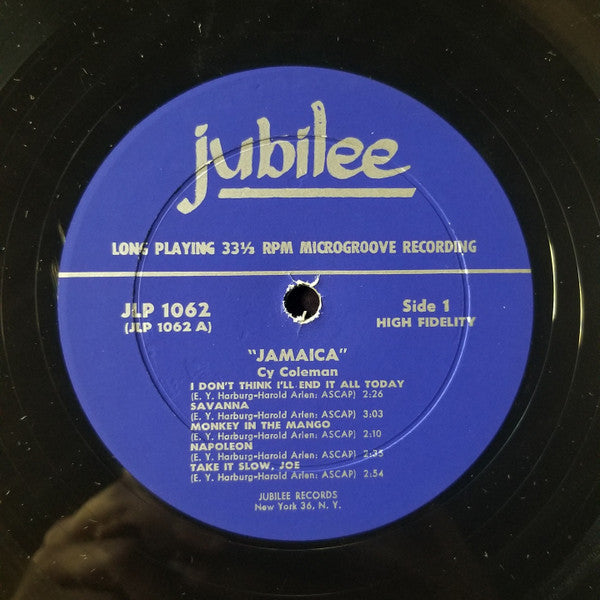 jubilee
LONG PLAYING 33⅓ RPM MICROGROOVE RECORDING
JLP 1062
(JLP 1062 A)
Side 1
HIGH FIDELITY
"JAMAICA"
Cy Coleman
I DON'T THINK I'LL END IT ALL TODAY
(E. Y. Harburg-Harold Arlen: ASCAP) 2:26
SAVANNA
(E. Y. Harburg-Harold Arlen: ASCAP) 3:03
MONKEY IN THE MANGO
(E. Y. Harburg-Harold Arlen: ASCAP) 2:10
NAPOLEON
(E. Y. Harburg-Harold Arlen: ASCAP) 2:35
TAKE IT SLOW, JOE
(E. Y. Harburg-Harold Arlen: ASCAP) 2:54
JUBILEE RECORDS
New York 36, N. Y.